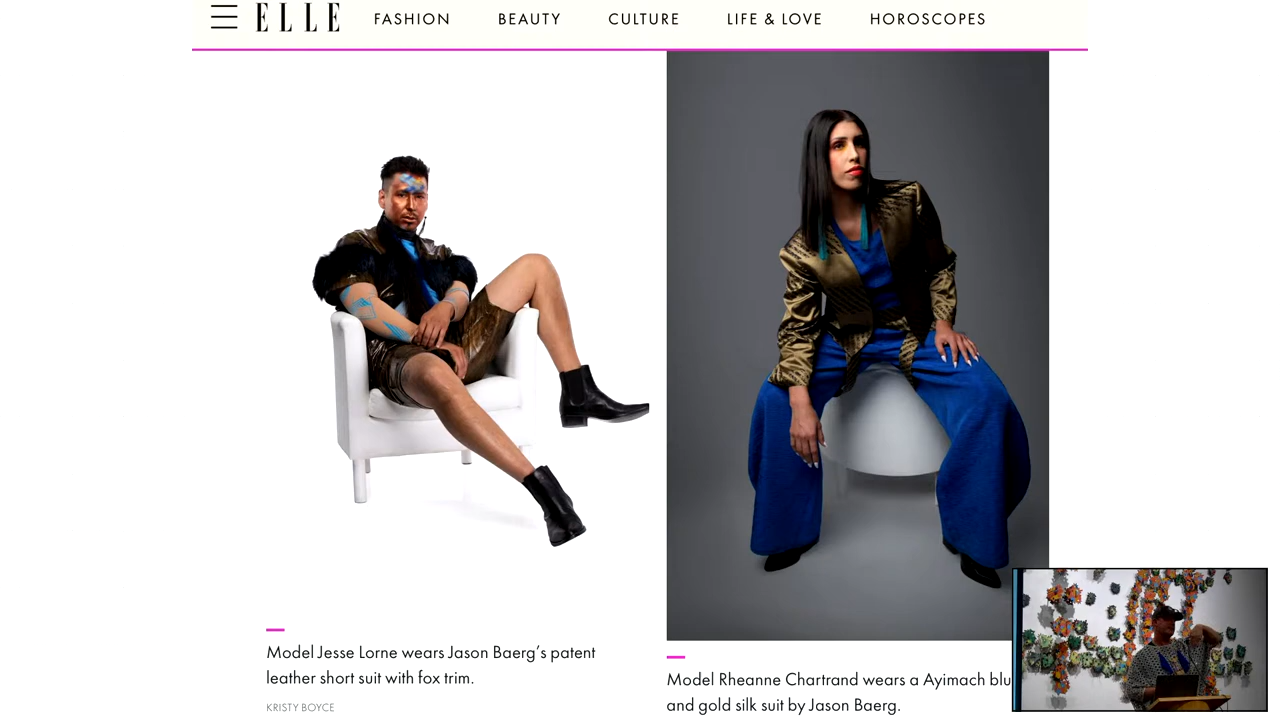 ELLE FASHION BEAUTY CULTURE LIFE & LOVE HOROSCOPES
Model Jesse Lorne wears Jason Baerg’s patent
leather short suit with fox trim.
KRISTY BOYCE
Model Rheanne Chartrand wears a Ayimach blu
and gold silk suit by Jason Baerg.